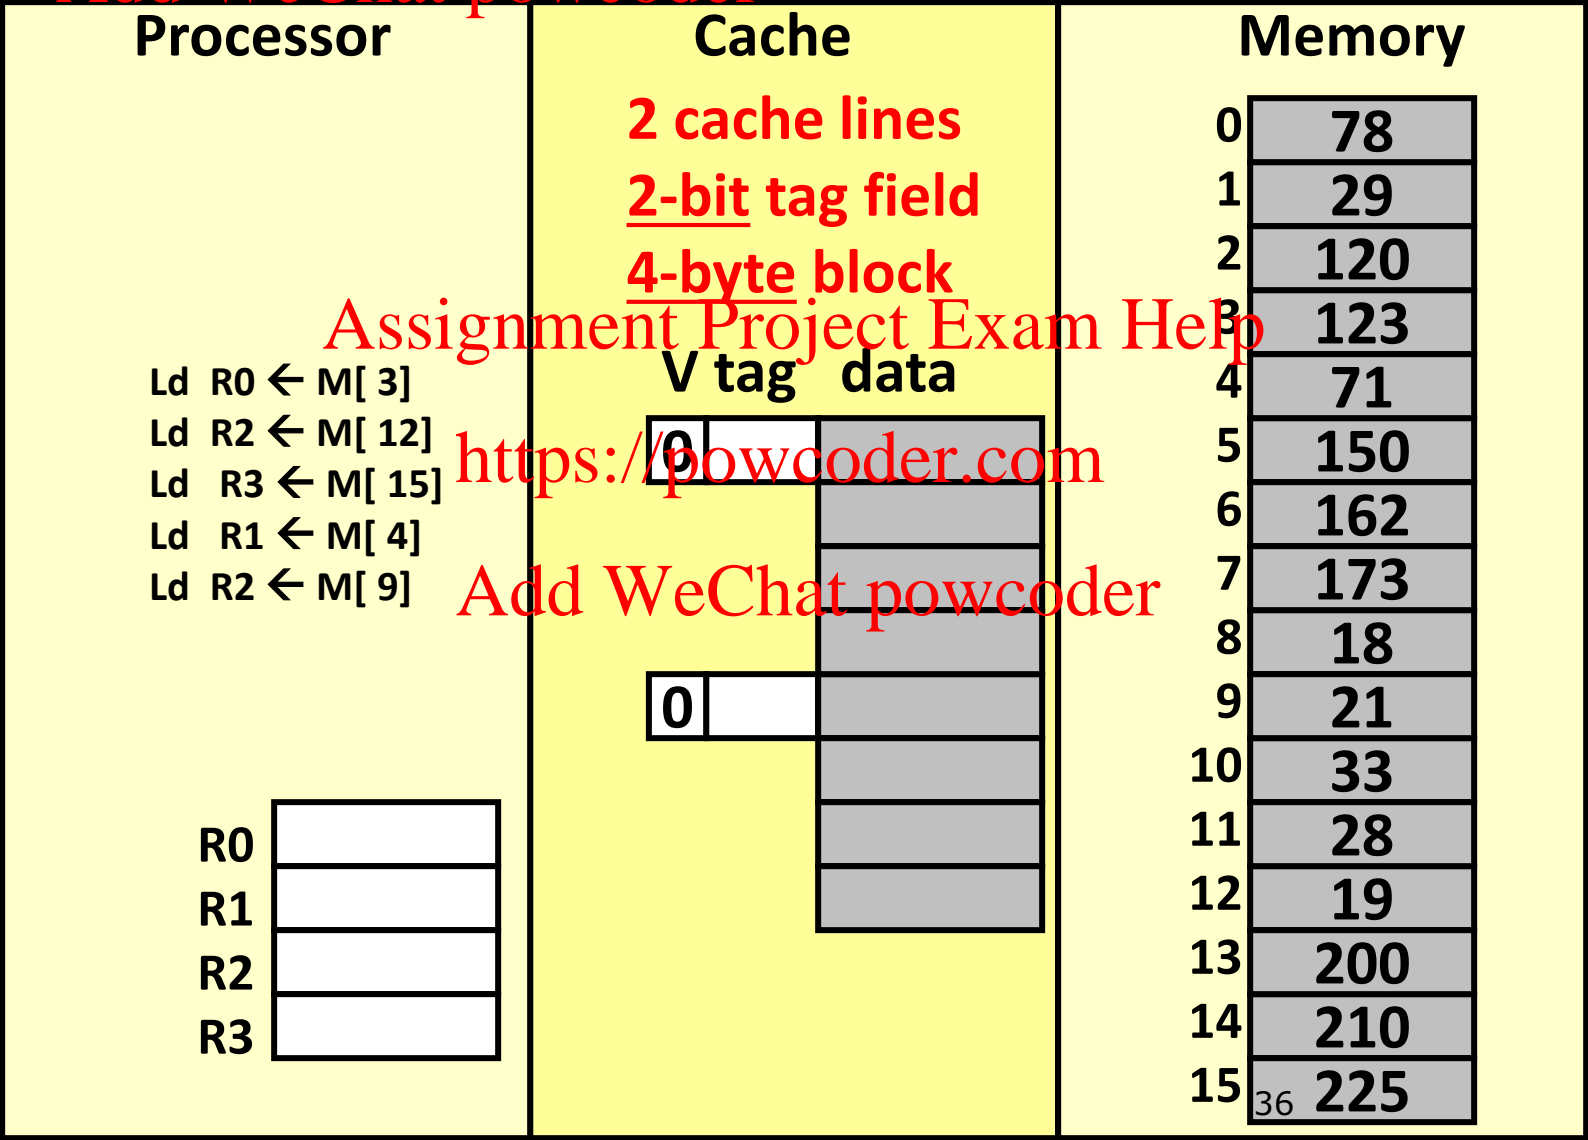 Add WeChat powcoder
Processor
Cache
Memory
2 cache lines
2-bit tag field
4-byte block
Assignment Project Exam Help
V tag data
Ld R0 ← M[ 3]
Ld R2 ← M[ 12]
Ld R3 ← M[ 15]
Ld R1 ← M[ 4]
Ld R2 ← M[ 9]
https://powcoder.com
Add WeChat powcoder
0
0
R0
R1
R2
R3
0 78
1 29
2 120
3 123
4 71
5 150
6 162
7 173
8 18
9 21
10 33
11 28
12 19
13 200
14 210
15 225
36